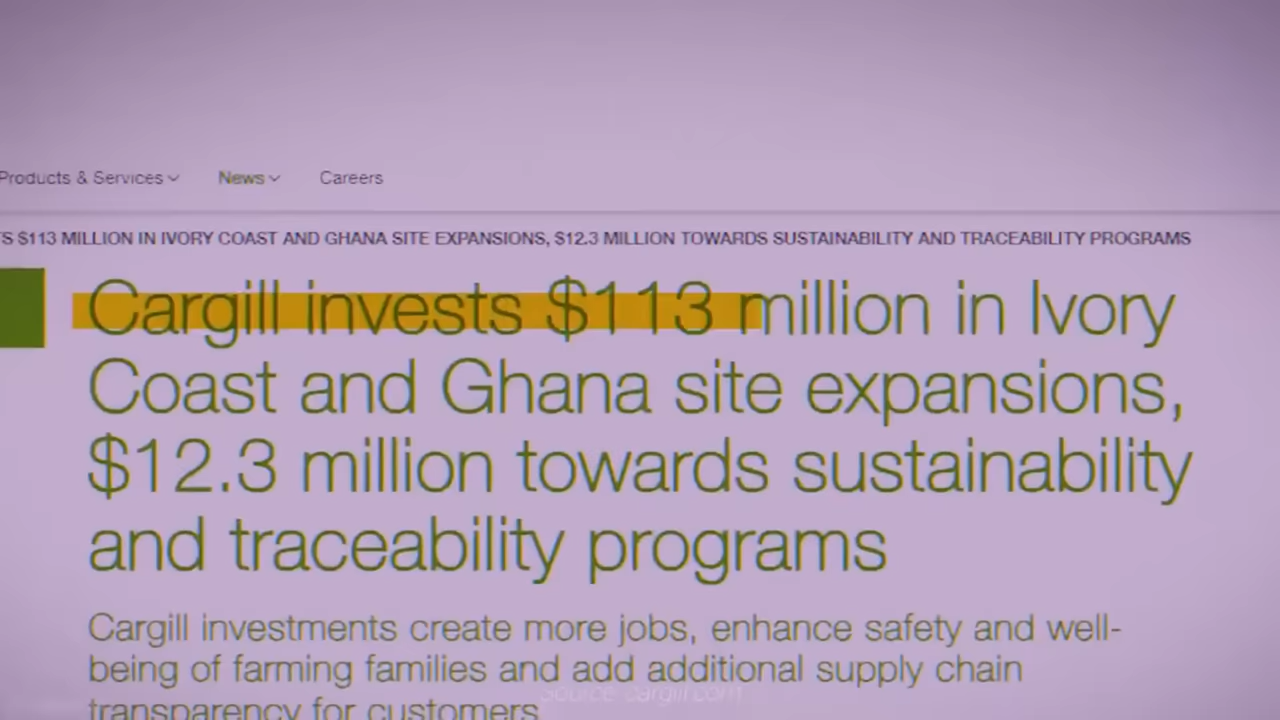 Products & Services News Careers
S $113 MILLION IN IVORY COAST AND GHANA SITE EXPANSIONS, $12.3 MILLION TOWARDS SUSTAINABILITY AND TRACEABILITY PROGRAMS
Cargill invests $113 million in Ivory
Coast and Ghana site expansions,
$12.3 million towards sustainability
and traceability programs
Cargill investments create more jobs, enhance safety and well-
being of farming families and add additional supply chain
transparency for customers
Source: cargill.com